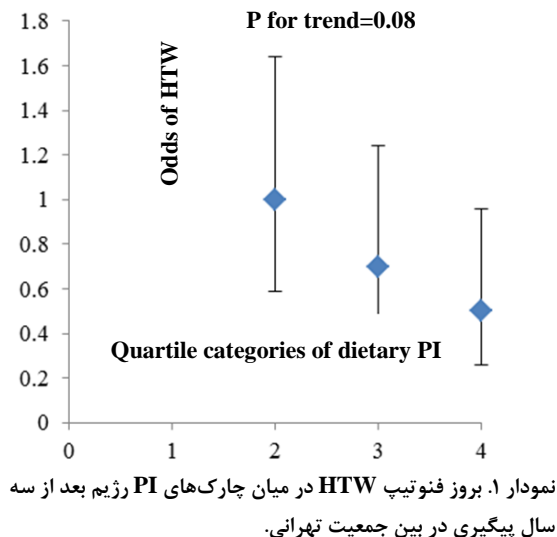 P for trend=0.08
Odds of HTW
1.8
1.6
1.4
1.2
1
0.8
0.6
0.4
0.2
0
Quartile categories of dietary PI
0 1 2 3 4
نمودار ۱. بروز فنوتیپ HTW در میان چارک‌های PI رژیم بعد از سه
سال پیگیری در بین جمعیت تهرانی.